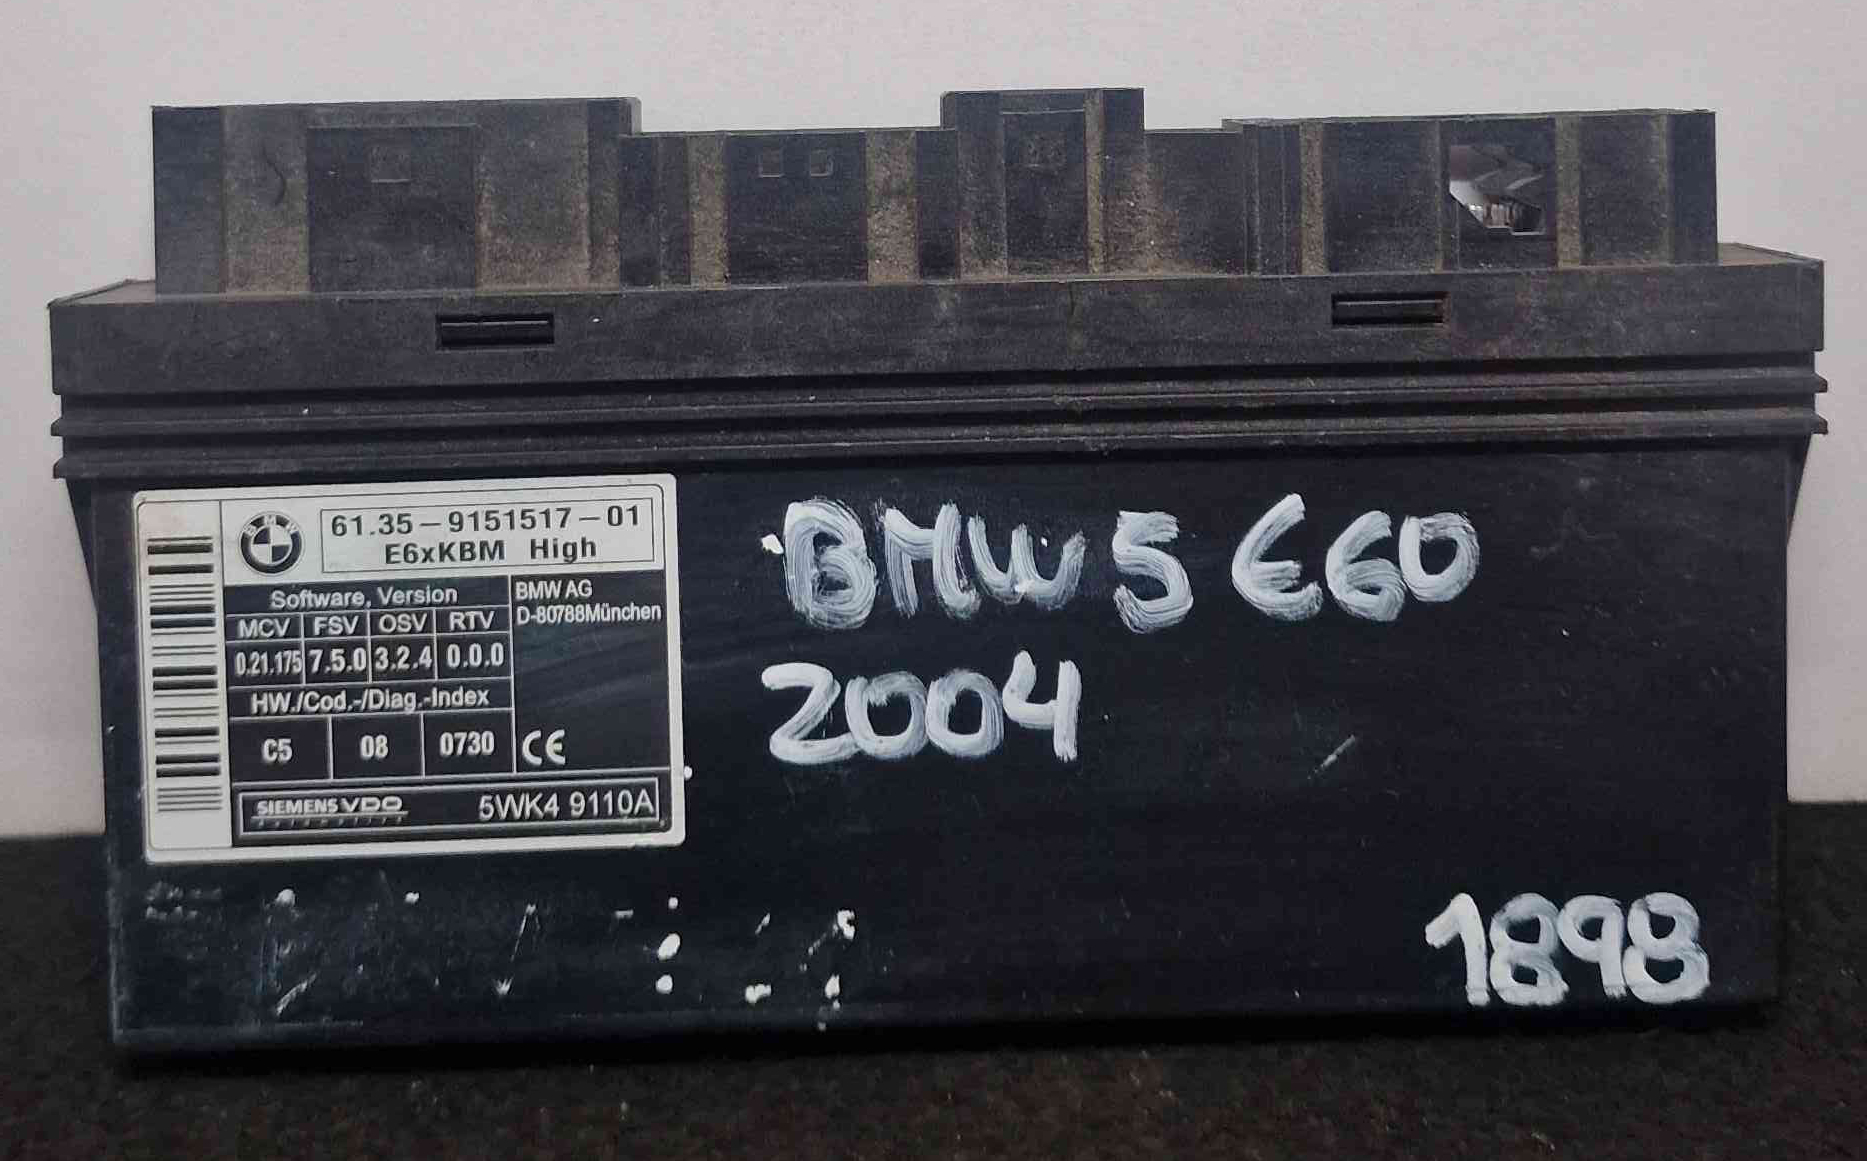 61.35-9151517-01
E6xKBM High
Software, Version
MCV FSV OSV RTV
0.21.175 7.5.0 3.2.4 0.0.0
HW./Cod.-/Diag.-Index
C5 08 0730
BMW AG
D-80788München
CE
SIEMENS VDO
automotive
5WK4 9110A
BMW 5 E60
2004
1898